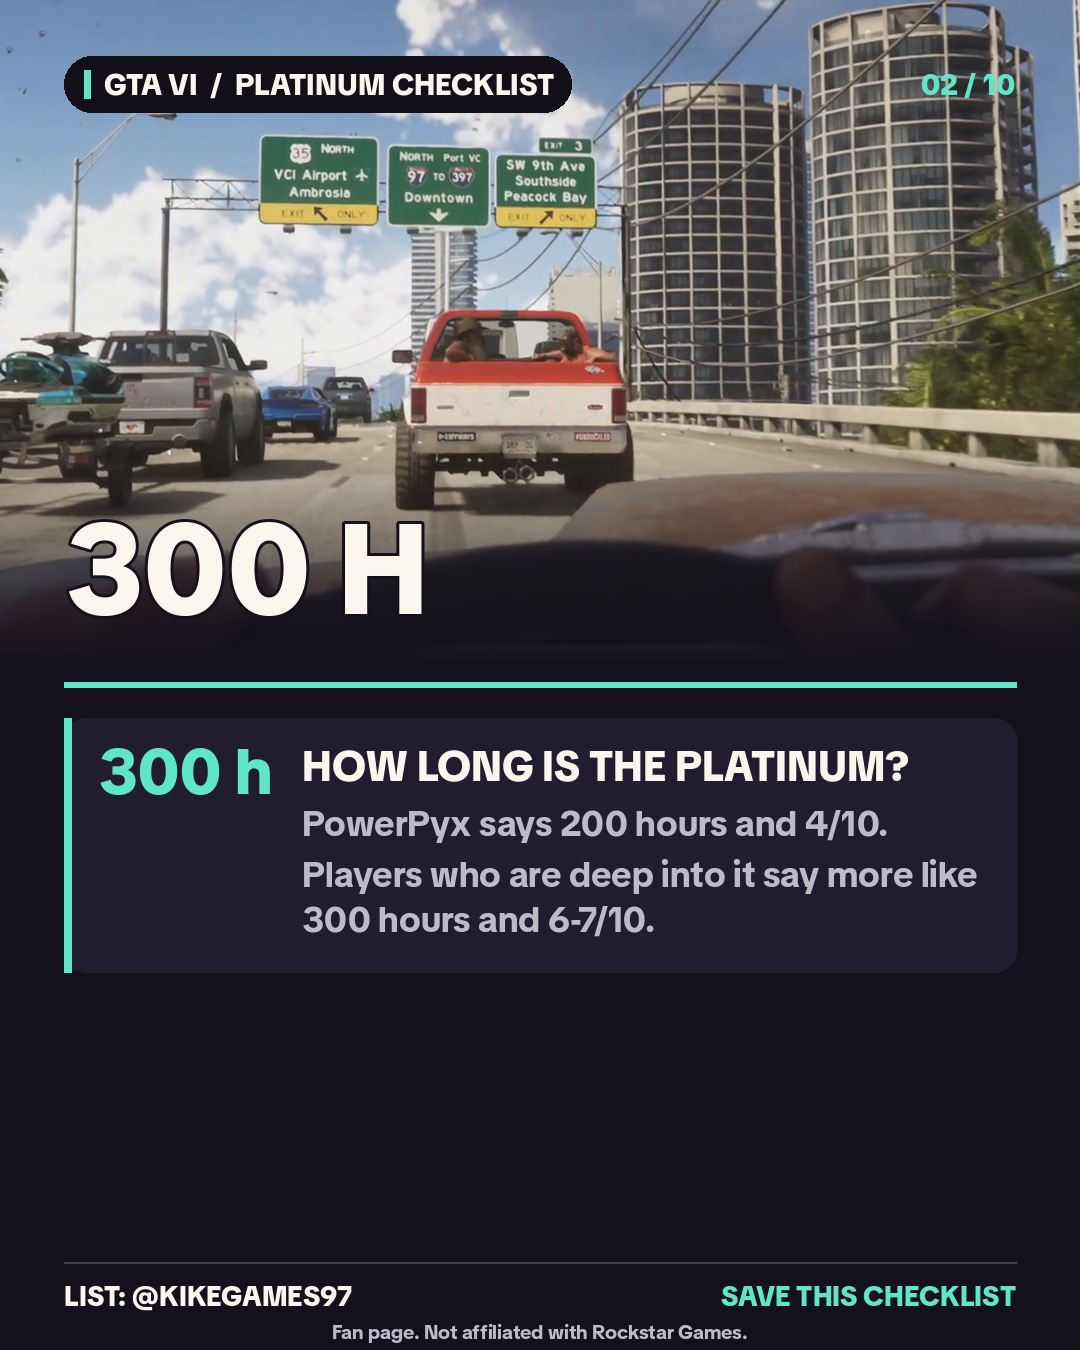 GTA VI / PLATINUM CHECKLIST
02 / 10
EXIT 3
35 NORTH
VCI Airport
Ambrosia
EXIT ONLY
NORTH Port VC
97 TO 397
Downtown
SW 9th Ave
Southside
Peacock Bay
EXIT ONLY
#UNBUCKLED
300 H
300 h
HOW LONG IS THE PLATINUM?
PowerPyx says 200 hours and 4/10.
Players who are deep into it say more like
300 hours and 6-7/10.
LIST: @KIKEGAMES97
SAVE THIS CHECKLIST
Fan page. Not affiliated with Rockstar Games.